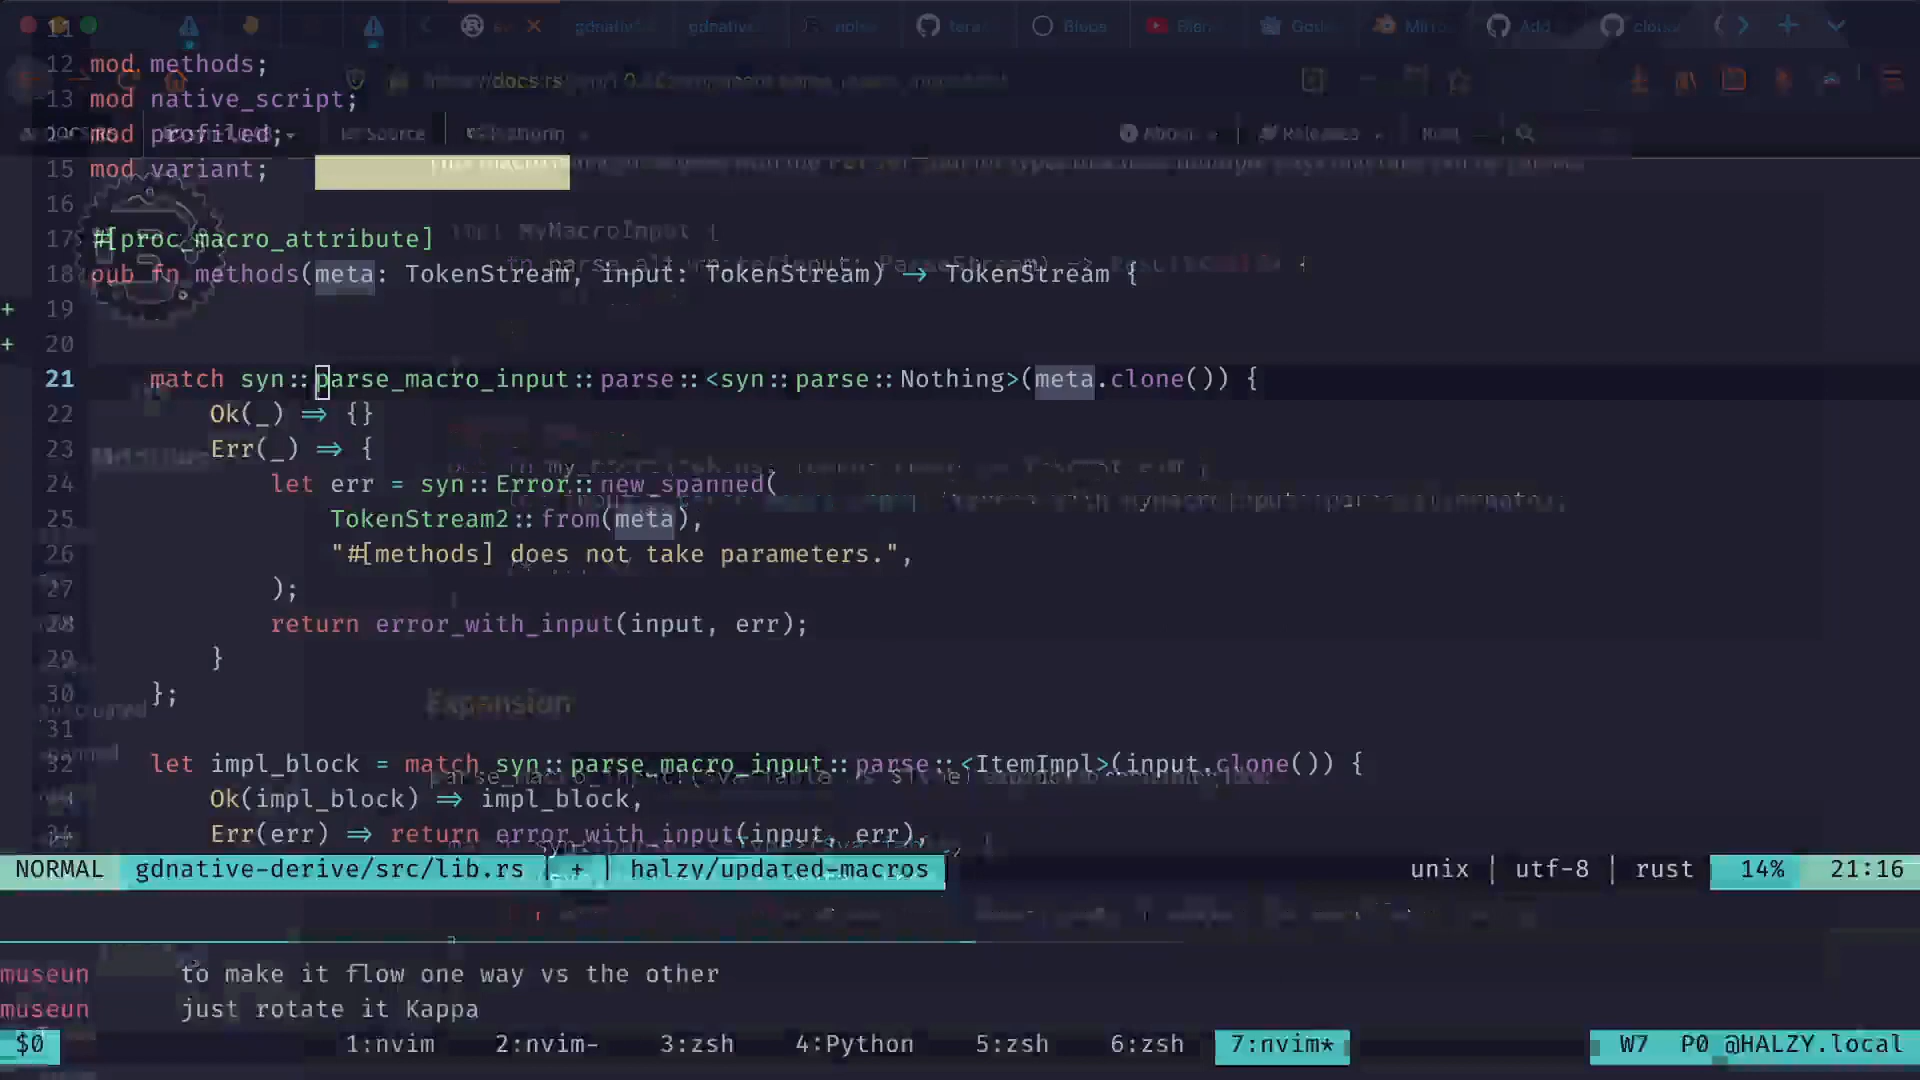 11
12 mod methods;
13 mod native_script;
14 mod profiled;
15 mod variant;
16
17 #[proc_macro_attribute]
18 pub fn methods(meta: TokenStream, input: TokenStream) → TokenStream {
+ 19
+ 20
21 match syn::parse_macro_input::parse::<syn::parse::Nothing>(meta.clone()) {
22 Ok(_) ⇒ {}
23 Err(_) ⇒ {
24 let err = syn::Error::new_spanned(
25 TokenStream2::from(meta),
26 "#[methods] does not take parameters.",
27 );
28 return error_with_input(input, err);
29 }
30 };
31
32 let impl_block = match syn::parse_macro_input::parse::<ItemImpl>(input.clone()) {
Ok(impl_block) ⇒ impl_block,
34 Err(err) ⇒ return error_with_input(input, err),
Source
Expansion
NORMAL gdnative-derive/src/lib.rs | + | halzy/updated-macros unix | utf-8 | rust 14% 21:16
museun to make it flow one way vs the other
museun just rotate it Kappa
$0 1:nvim 2:nvim- 3:zsh 4:Python 5:zsh 6:zsh 7:nvim* W7 P0 @HALZY.local